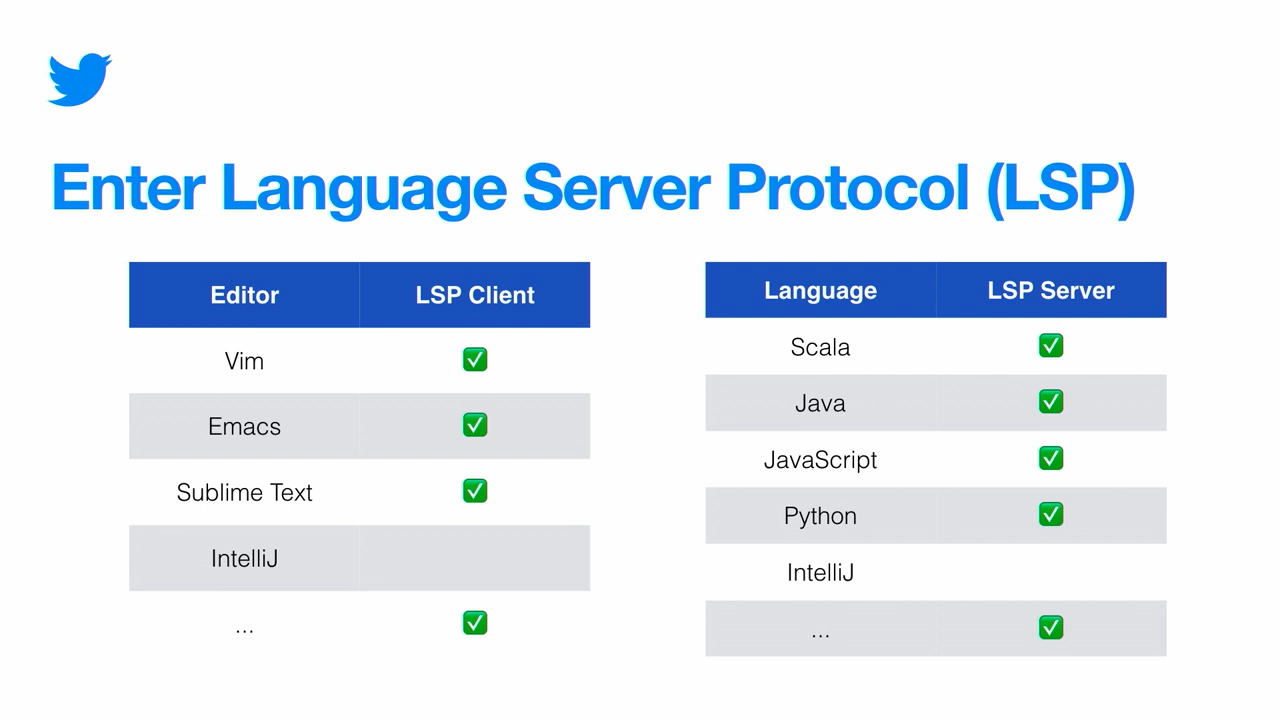 Enter Language Server Protocol (LSP)
Editor LSP Client
Vim ✅
Emacs ✅
Sublime Text ✅
IntelliJ
... ✅
Language LSP Server
Scala ✅
Java ✅
JavaScript ✅
Python ✅
IntelliJ
... ✅